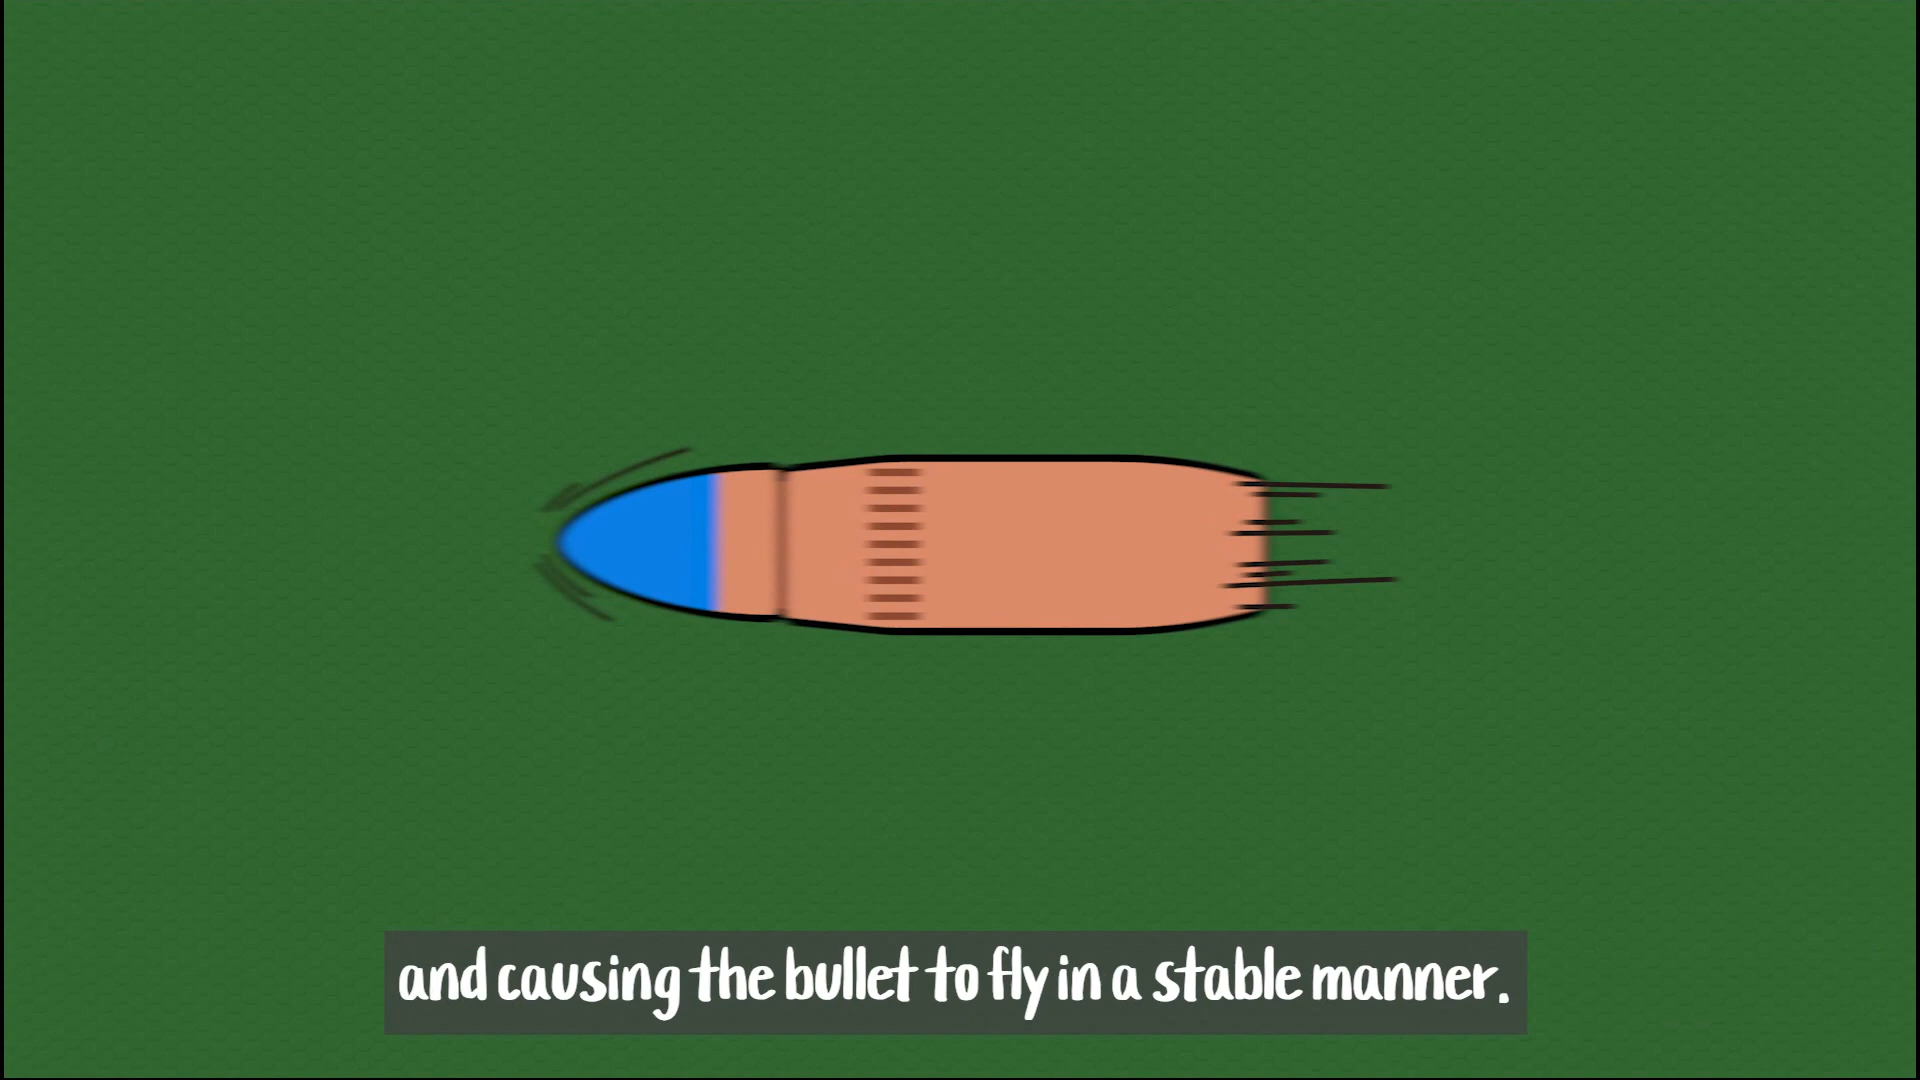 and causing the bullet to fly in a stable manner.